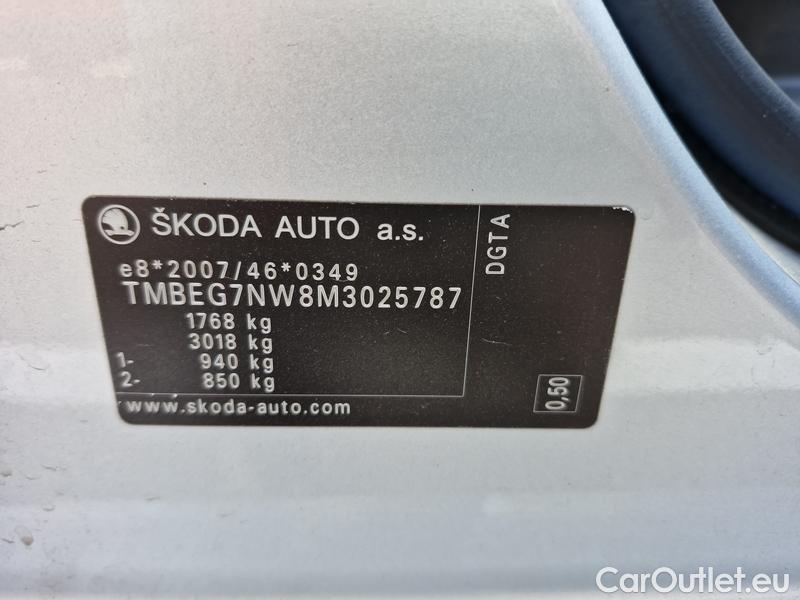 ŠKODA AUTO a.s.
e8*2007/46*0349
TMBEG7NW8M3025787
1768 kg
3018 kg
1- 940 kg
2- 850 kg
www.skoda-auto.com
DGTA
0,50
CarOutlet.eu